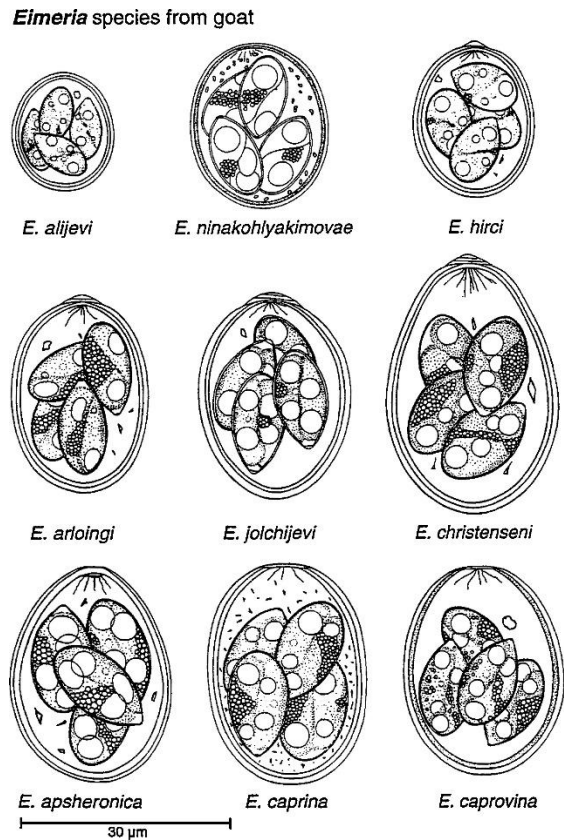 Eimeria species from goat
E. alijevi
E. ninakohlyakimovae
E. hirci
E. arloingi
E. jolchijevi
E. christenseni
E. apsheronica
E. caprina
E. caprovina
30 μm